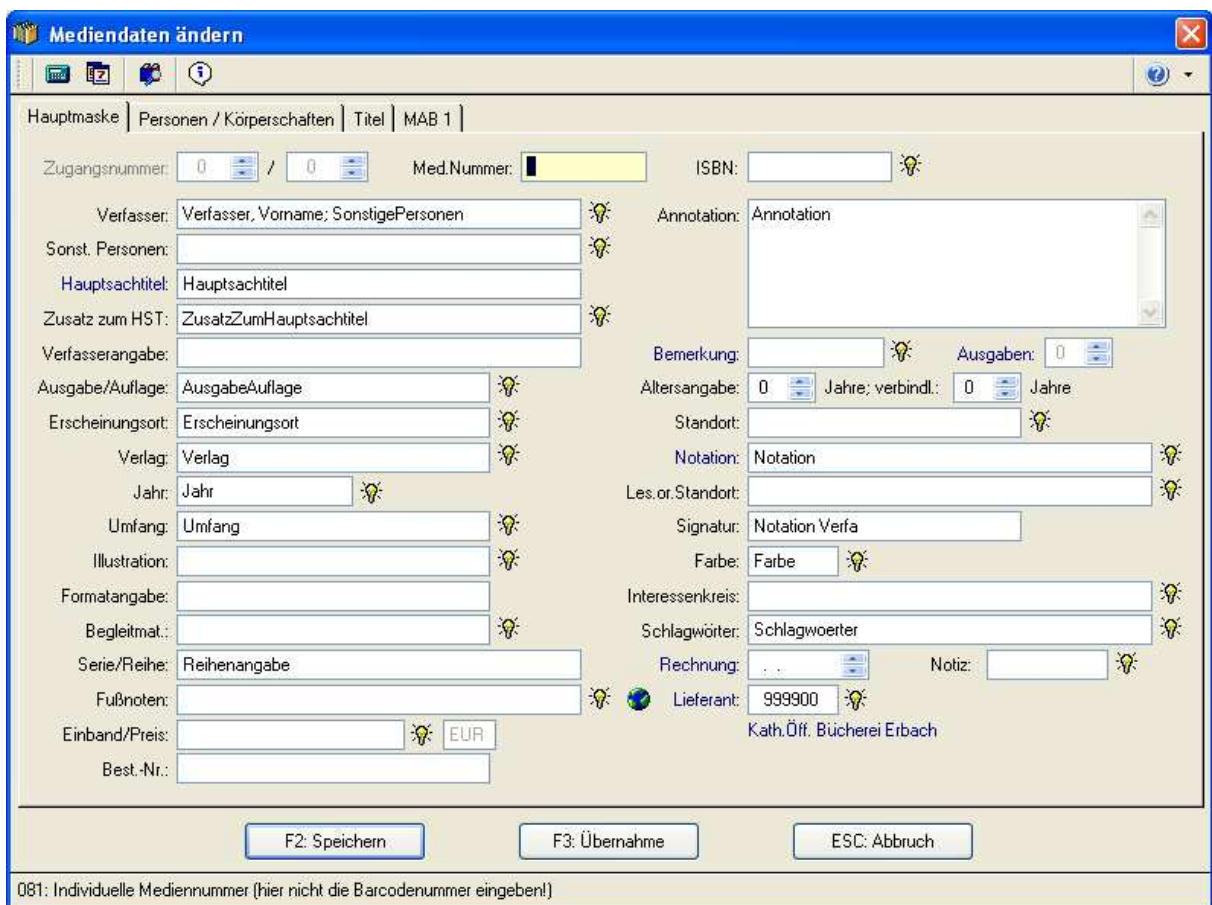 Mediendaten ändern
Hauptmaske Personen / Körperschaften Titel MAB 1
Zugangsnummer: 0 / 0 Med.Nummer: ISBN:
Verfasser: Verfasser, Vorname; SonstigePersonen Annotation: Annotation
Sonst. Personen:
Hauptsachtitel: Hauptsachtitel
Zusatz zum HST: ZusatzZumHauptsachtitel
Verfasserangabe: Bemerkung: Ausgaben: 0
Ausgabe/Auflage: AusgabeAuflage Altersangabe: 0 Jahre; verbindl.: 0 Jahre
Erscheinungsort: Erscheinungsort Standort:
Verlag: Verlag Notation: Notation
Jahr: Jahr Les.or.Standort:
Umfang: Umfang Signatur: Notation Verfa
Illustration: Farbe: Farbe
Formatangabe: Interessenkreis:
Begleitmat.: Schlagwörter: Schlagwoerter
Serie/Reihe: Reihenangabe Rechnung: . . Notiz:
Fußnoten: Lieferant: 999900
Einband/Preis: EUR Kath.Öff. Bücherei Erbach
Best.-Nr.:
F2: Speichern F3: Übernahme ESC: Abbruch
081: Individuelle Mediennummer (hier nicht die Barcodenummer eingeben!)